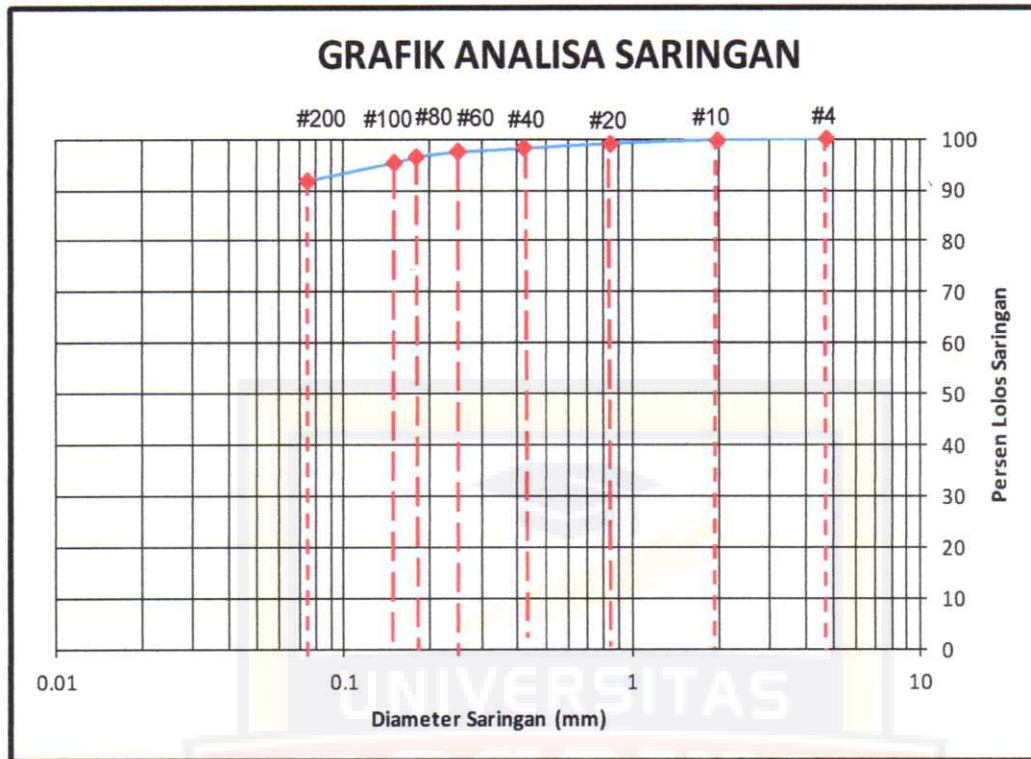 GRAFIK ANALISA SARINGAN
#200 #100 #80 #60 #40 #20 #10 #4
100
90
80
70
60
50
40
30
20
10
0
Persen Lolos Saringan
0.01 0.1 1 10
Diameter Saringan (mm)
UNIVERSITAS